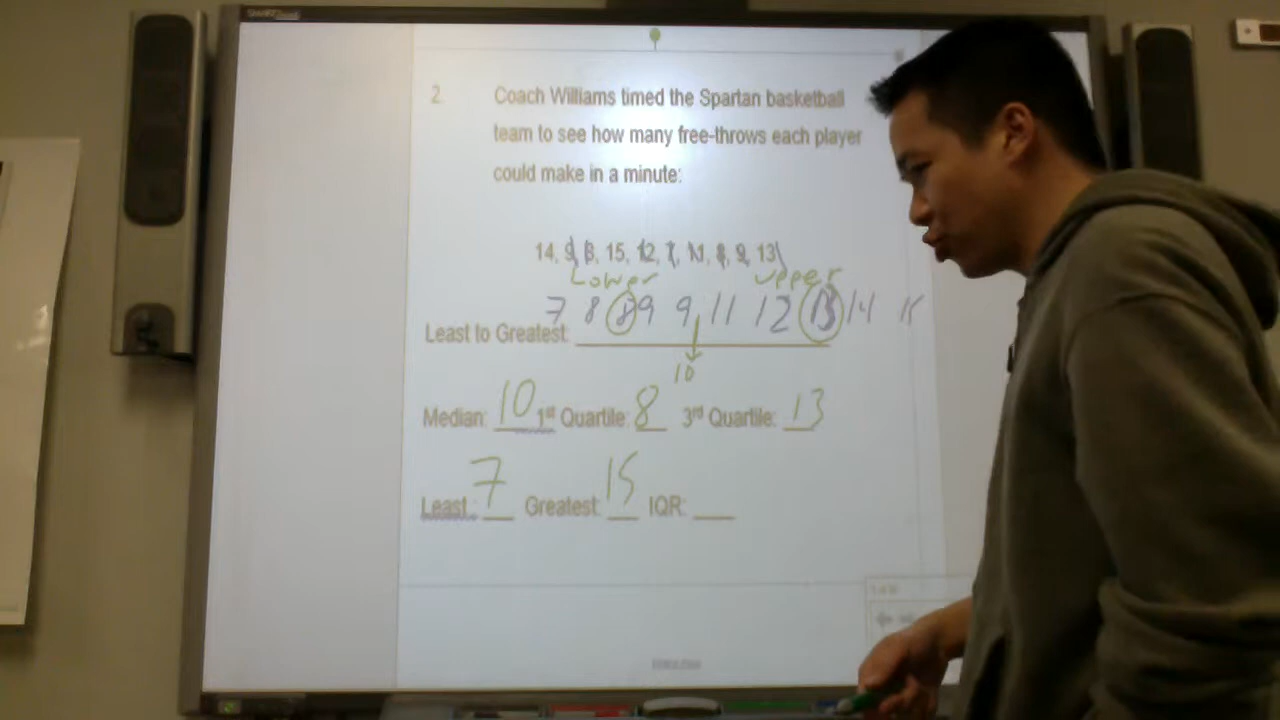 2. Coach Williams timed the Spartan basketball
team to see how many free-throws each player
could make in a minute:
14, 9, 8, 15, 12, 7, 11, 8, 9, 13
Lower Upper
7 8 8 9 9 11 12 13 14
Least to Greatest:
10
Median: 10 1st Quartile: 8 3rd Quartile: 13
Least: 7 Greatest: 15 IQR: